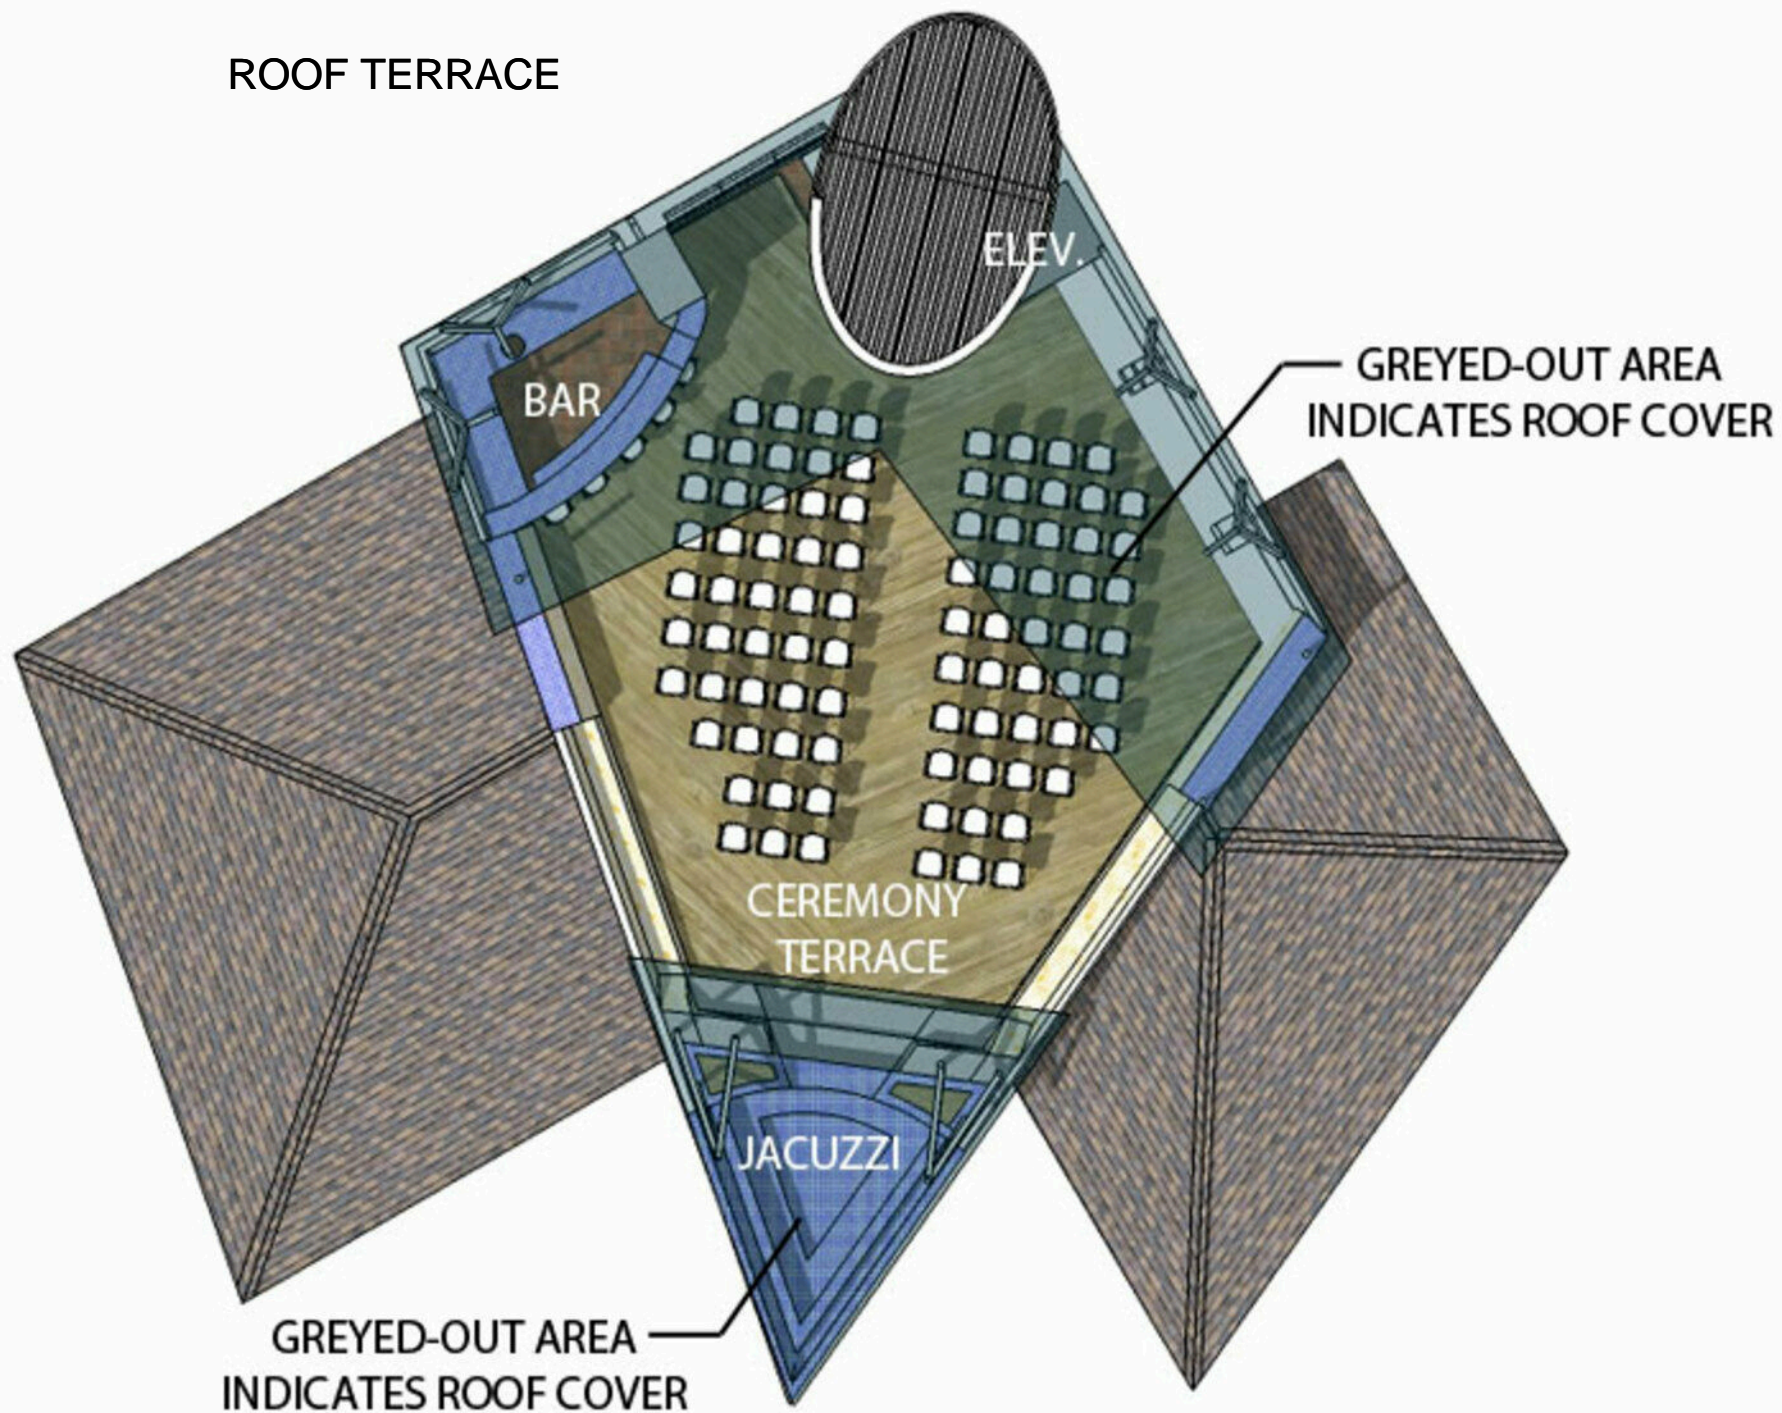 ROOF TERRACE
ELEV.
GREYED-OUT AREA
INDICATES ROOF COVER
BAR
CEREMONY
TERRACE
JACUZZI
GREYED-OUT AREA
INDICATES ROOF COVER